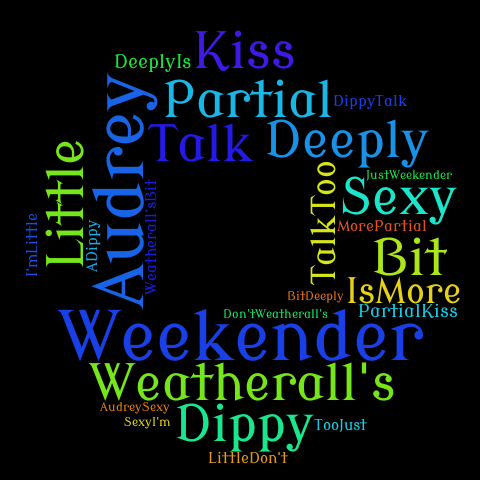 Kiss
DeeplyIs
Partial
DippyTalk
Audrey
Talk
Deeply
Little
TalkToo
JustWeekender
Sexy
Weatherall'sBit
I'mLittle
ADippy
MorePartial
Bit
BitDeeply
IsMore
Don'tWeatherall's
PartialKiss
Weekender
Weatherall's
AudreySexy
Dippy
SexyI'm
TooJust
LittleDon't